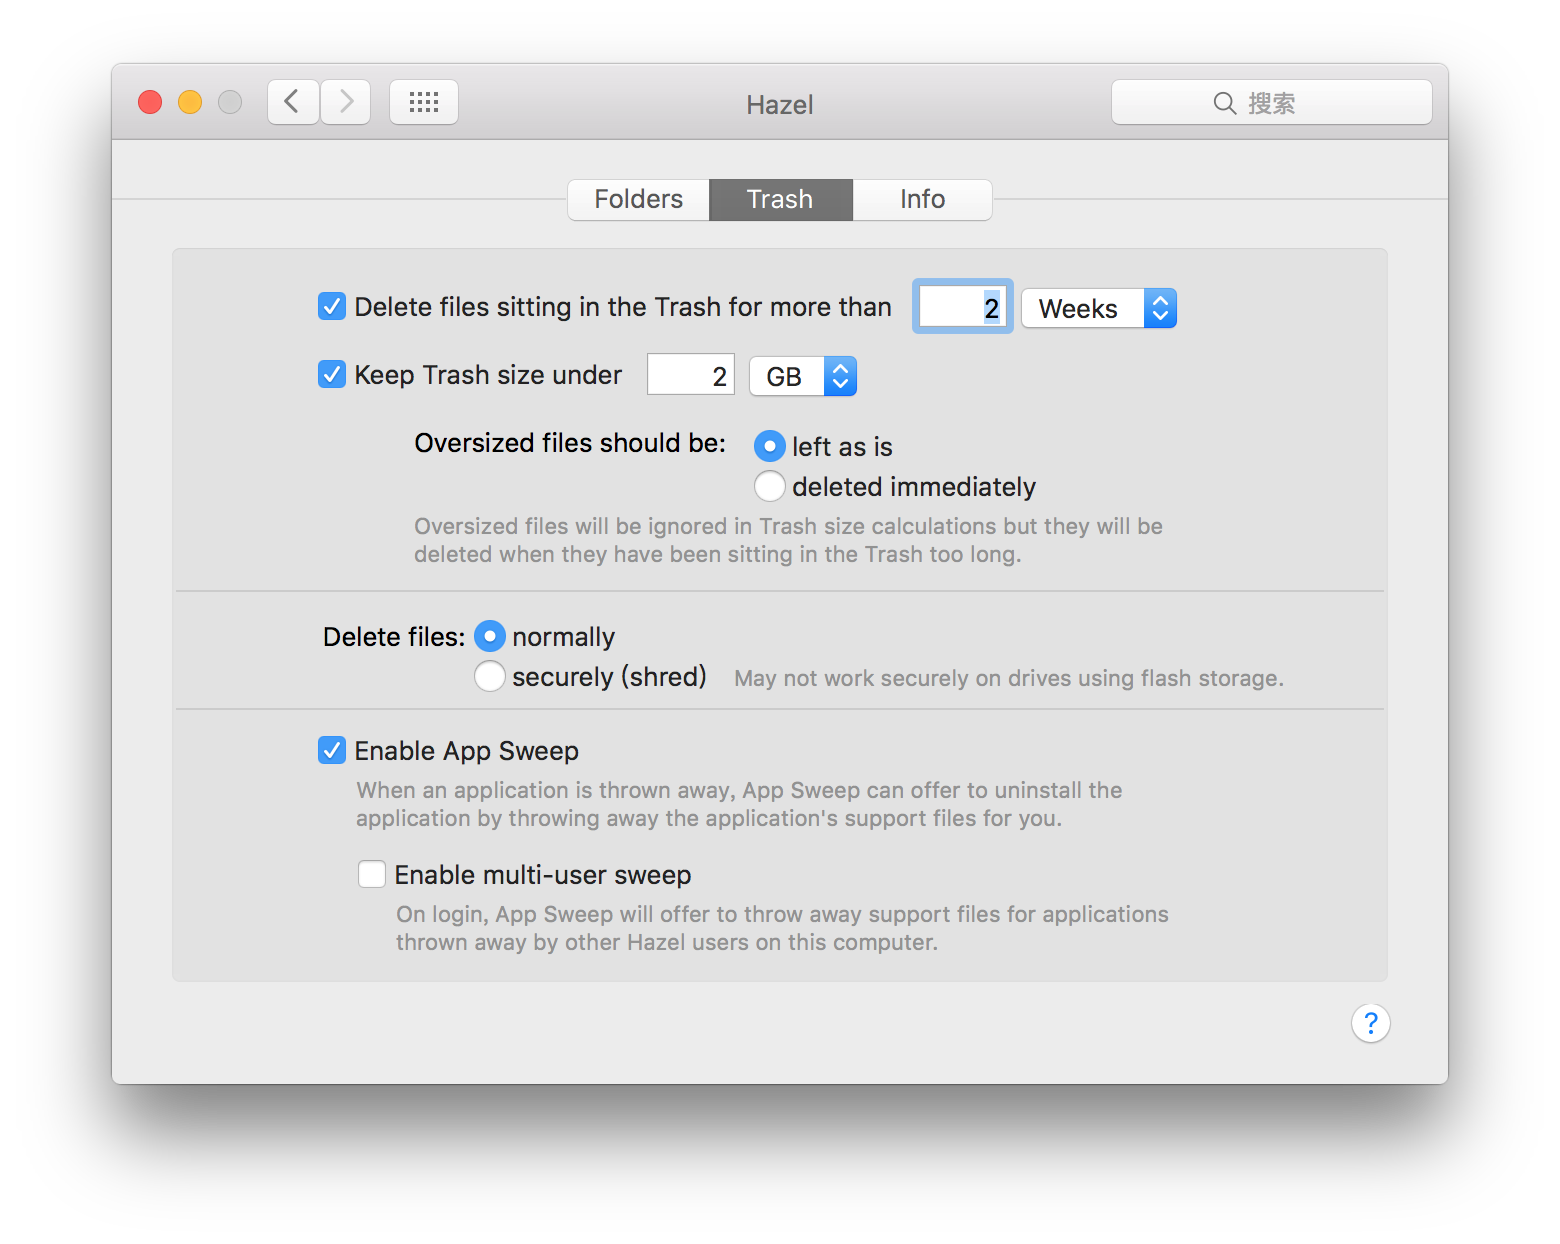 Hazel
搜索
Folders Trash Info
Delete files sitting in the Trash for more than 2 Weeks
Keep Trash size under 2 GB
Oversized files should be: left as is
deleted immediately
Oversized files will be ignored in Trash size calculations but they will be
deleted when they have been sitting in the Trash too long.
Delete files: normally
securely (shred) May not work securely on drives using flash storage.
Enable App Sweep
When an application is thrown away, App Sweep can offer to uninstall the
application by throwing away the application's support files for you.
Enable multi-user sweep
On login, App Sweep will offer to throw away support files for applications
thrown away by other Hazel users on this computer.
?